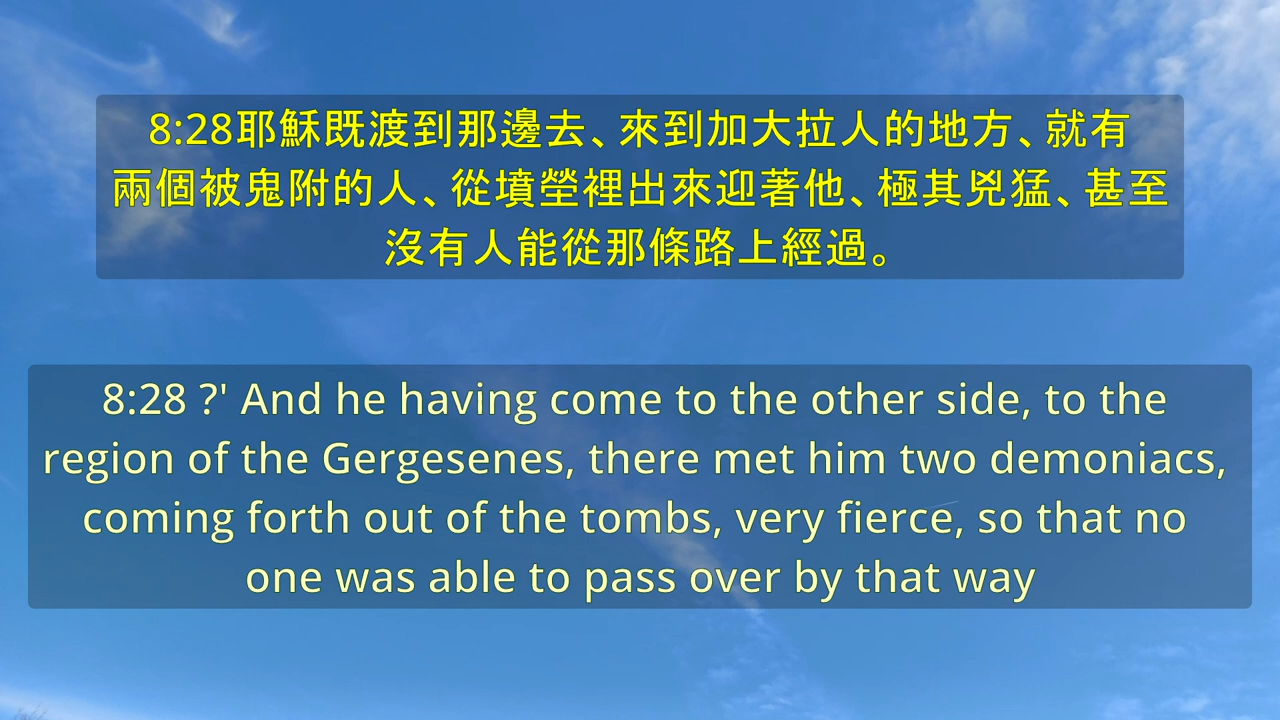 8:28耶穌既渡到那邊去、來到加大拉人的地方、就有
兩個被鬼附的人、從墳塋裡出來迎著他、極其兇猛、甚至
沒有人能從那條路上經過。
8:28 ?' And he having come to the other side, to the
region of the Gergesenes, there met him two demoniacs,
coming forth out of the tombs, very fierce, so that no
one was able to pass over by that way